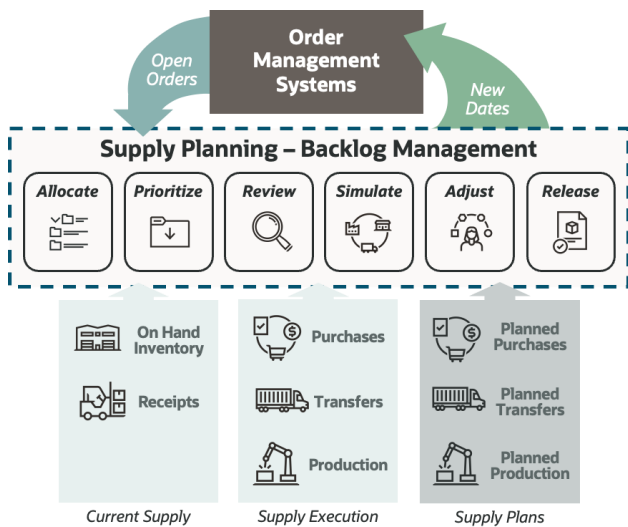 Order
Management
Systems
Open
Orders
New
Dates
Supply Planning – Backlog Management
Allocate
Prioritize
Review
Simulate
Adjust
Release
On Hand
Inventory
Receipts
Purchases
Transfers
Production
Planned
Purchases
Planned
Transfers
Planned
Production
Current Supply
Supply Execution
Supply Plans